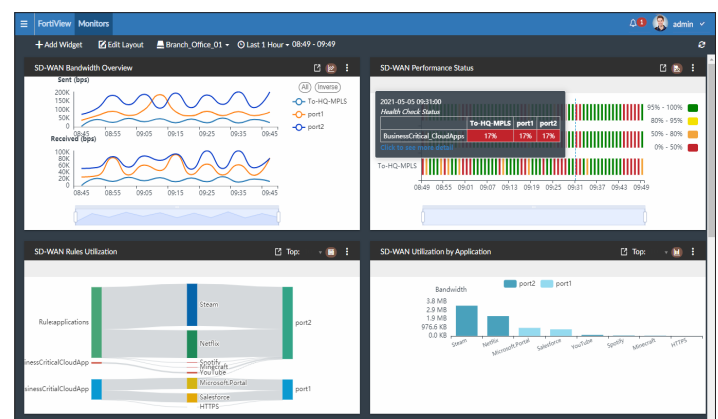 FortiView Monitors
1 admin
+ Add Widget Edit Layout Branch_Office_01 Last 1 Hour 08:49 - 09:49
SD-WAN Bandwidth Overview
Sent (bps)
200K
150K
100K
50K
0
08:45 08:55 09:05 09:15 09:25 09:35 09:45
All Inverse
To-HQ-MPLS
port1
port2
Received (bps)
100K
80K
60K
40K
20K
0
08:45 08:55 09:05 09:15 09:25 09:35 09:45
SD-WAN Performance Status
2021-05-05 09:31:00
Health Check Status
To-HQ-MPLS port1 port2
BusinessCritical_CloudApps 17% 17% 17%
Click to see more detail
95% - 100%
80% - 95%
50% - 80%
0% - 50%
To-HQ-MPLS
08:49 08:55 09:01 09:07 09:13 09:19 09:25 09:31 09:37 09:43 09:49
SD-WAN Rules Utilization
Top:
Rulesapplications
inessCriticalCloudApp
sinessCritialCloudApp
Steam
Netflix
Spotify
Minecraft
YouTube
Microsoft.Portal
Salesforce
HTTPS
port2
port1
SD-WAN Utilization by Application
Top:
port2 port1
Bandwidth
3.8 MB
2.9 MB
1.9 MB
976.6 KB
0.0 KB
Steam Netflix Microsoft.Portal Salesforce YouTube Spotify Minecraft HTTPS